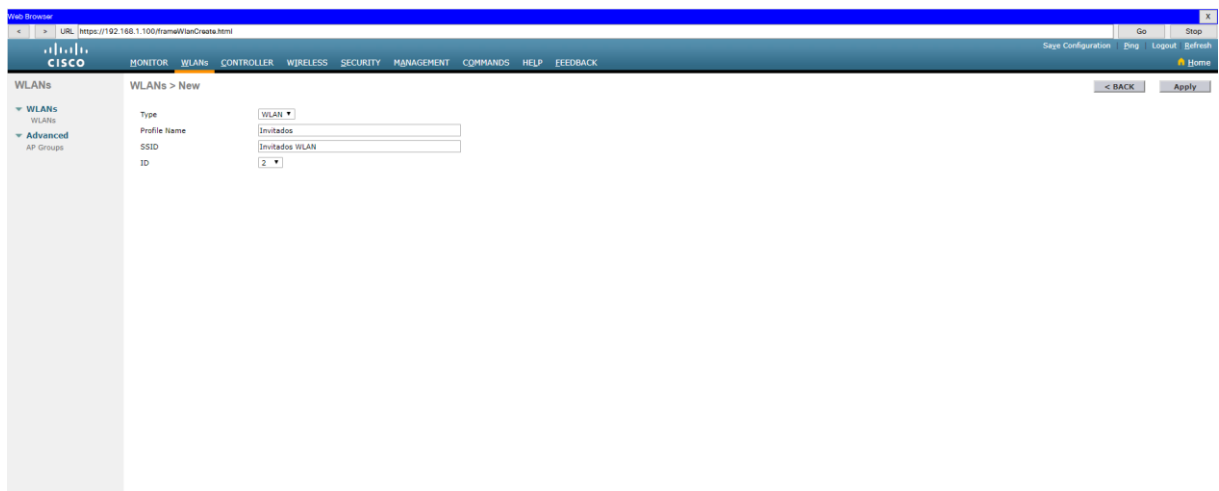 Web Browser X
< > URL https://192.168.1.100/frameWlanCreate.html Go Stop
Save Configuration Ping Logout Refresh
CISCO MONITOR WLANs CONTROLLER WIRELESS SECURITY MANAGEMENT COMMANDS HELP FEEDBACK Home
WLANs WLANs > New < BACK Apply
WLANs
WLANs
Advanced
AP Groups
Type WLAN
Profile Name Invitados
SSID Invitados WLAN
ID 2